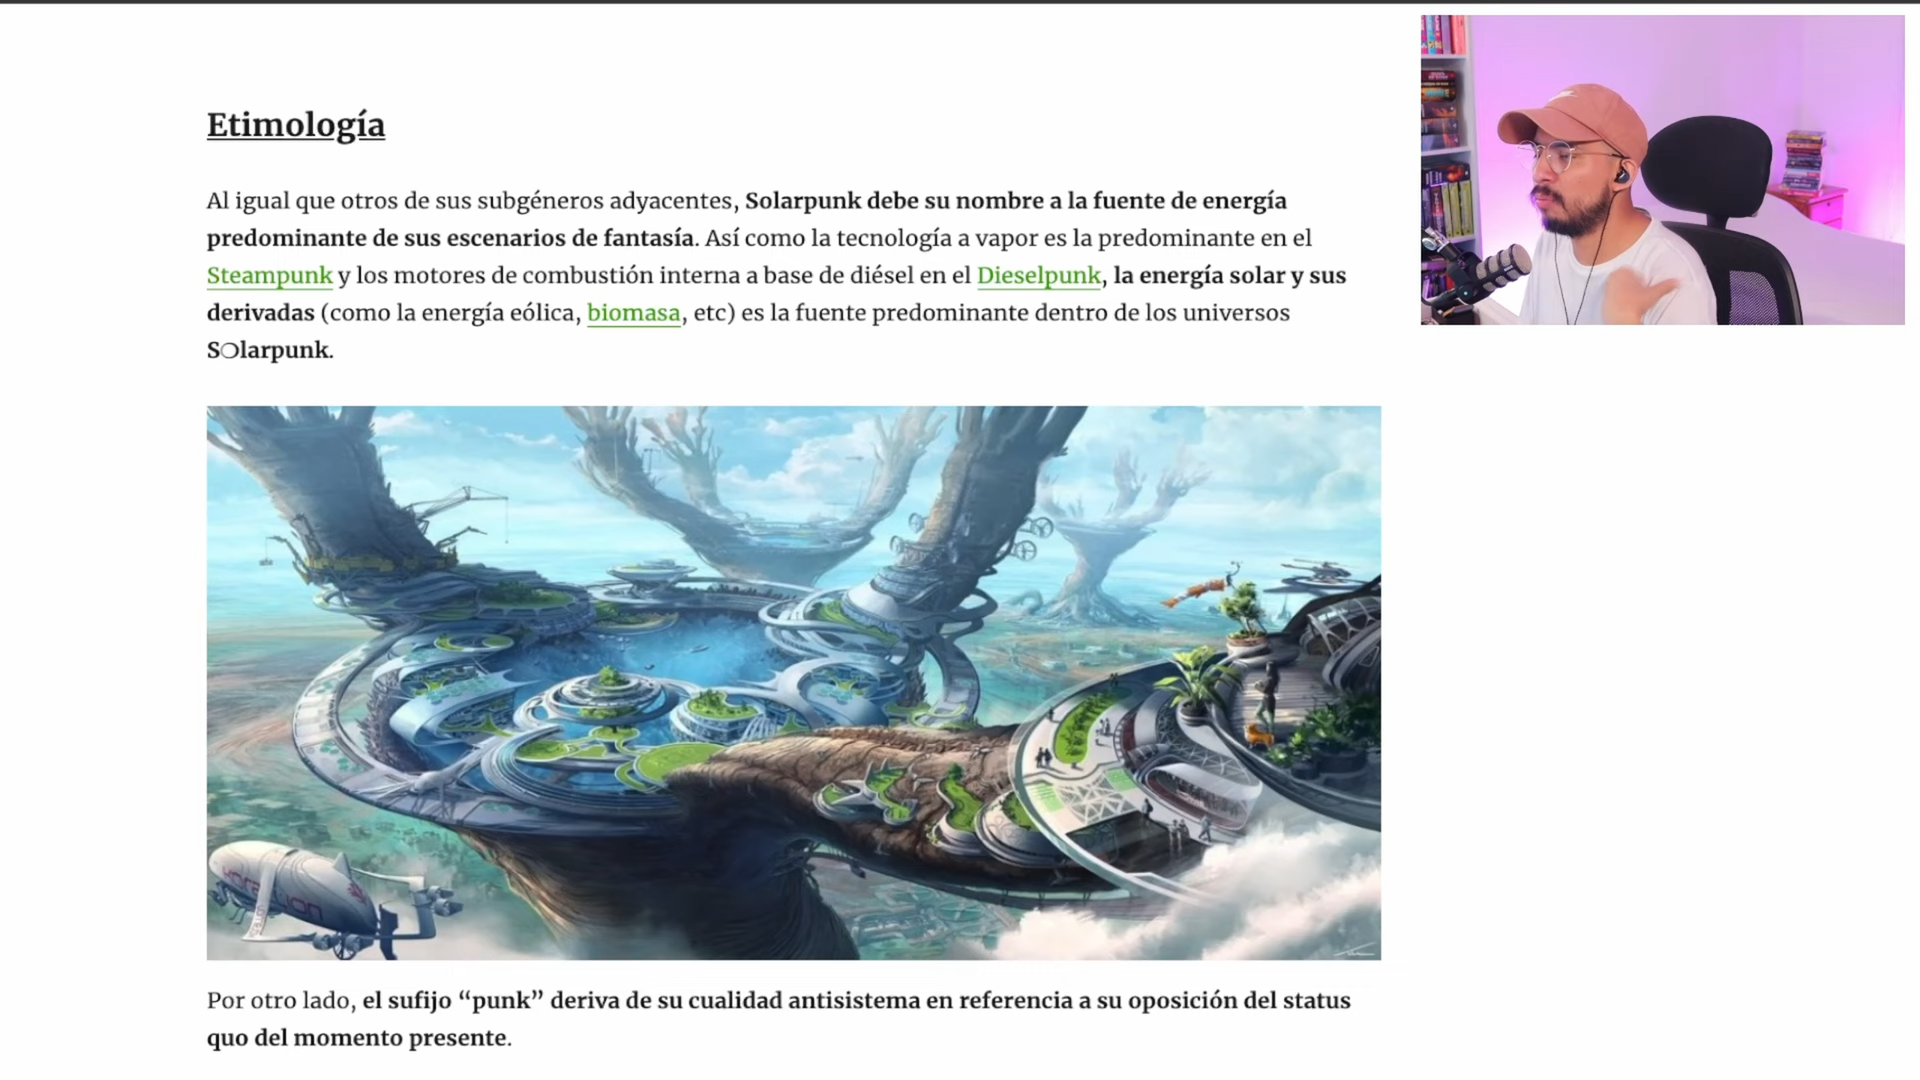 Etimología
Al igual que otros de sus subgéneros adyacentes, Solarpunk debe su nombre a la fuente de energía
predominante de sus escenarios de fantasía. Así como la tecnología a vapor es la predominante en el
Steampunk y los motores de combustión interna a base de diésel en el Dieselpunk, la energía solar y sus
derivadas (como la energía eólica, biomasa, etc) es la fuente predominante dentro de los universos
S❍larpunk.
Por otro lado, el sufijo “punk” deriva de su cualidad antisistema en referencia a su oposición del status
quo del momento presente.